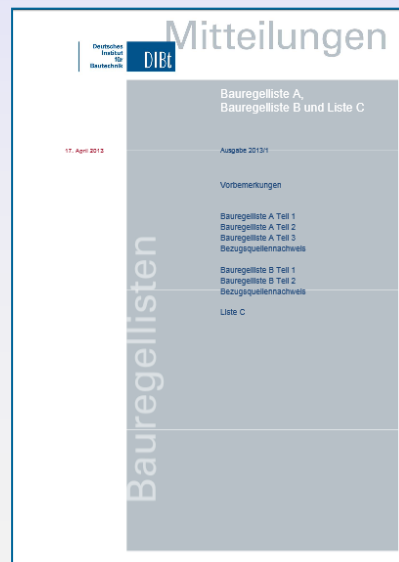 Mitteilungen
Deutsches
Institut
für
Bautechnik
DIBt
Bauregelliste A,
Bauregelliste B und Liste C
17. April 2013
Ausgabe 2013/1
Vorbemerkungen
Bauregelliste A Teil 1
Bauregelliste A Teil 2
Bauregelliste A Teil 3
Bezugsquellennachweis
Bauregelliste B Teil 1
Bauregelliste B Teil 2
Bezugsquellennachweis
Liste C
Bauregellisten